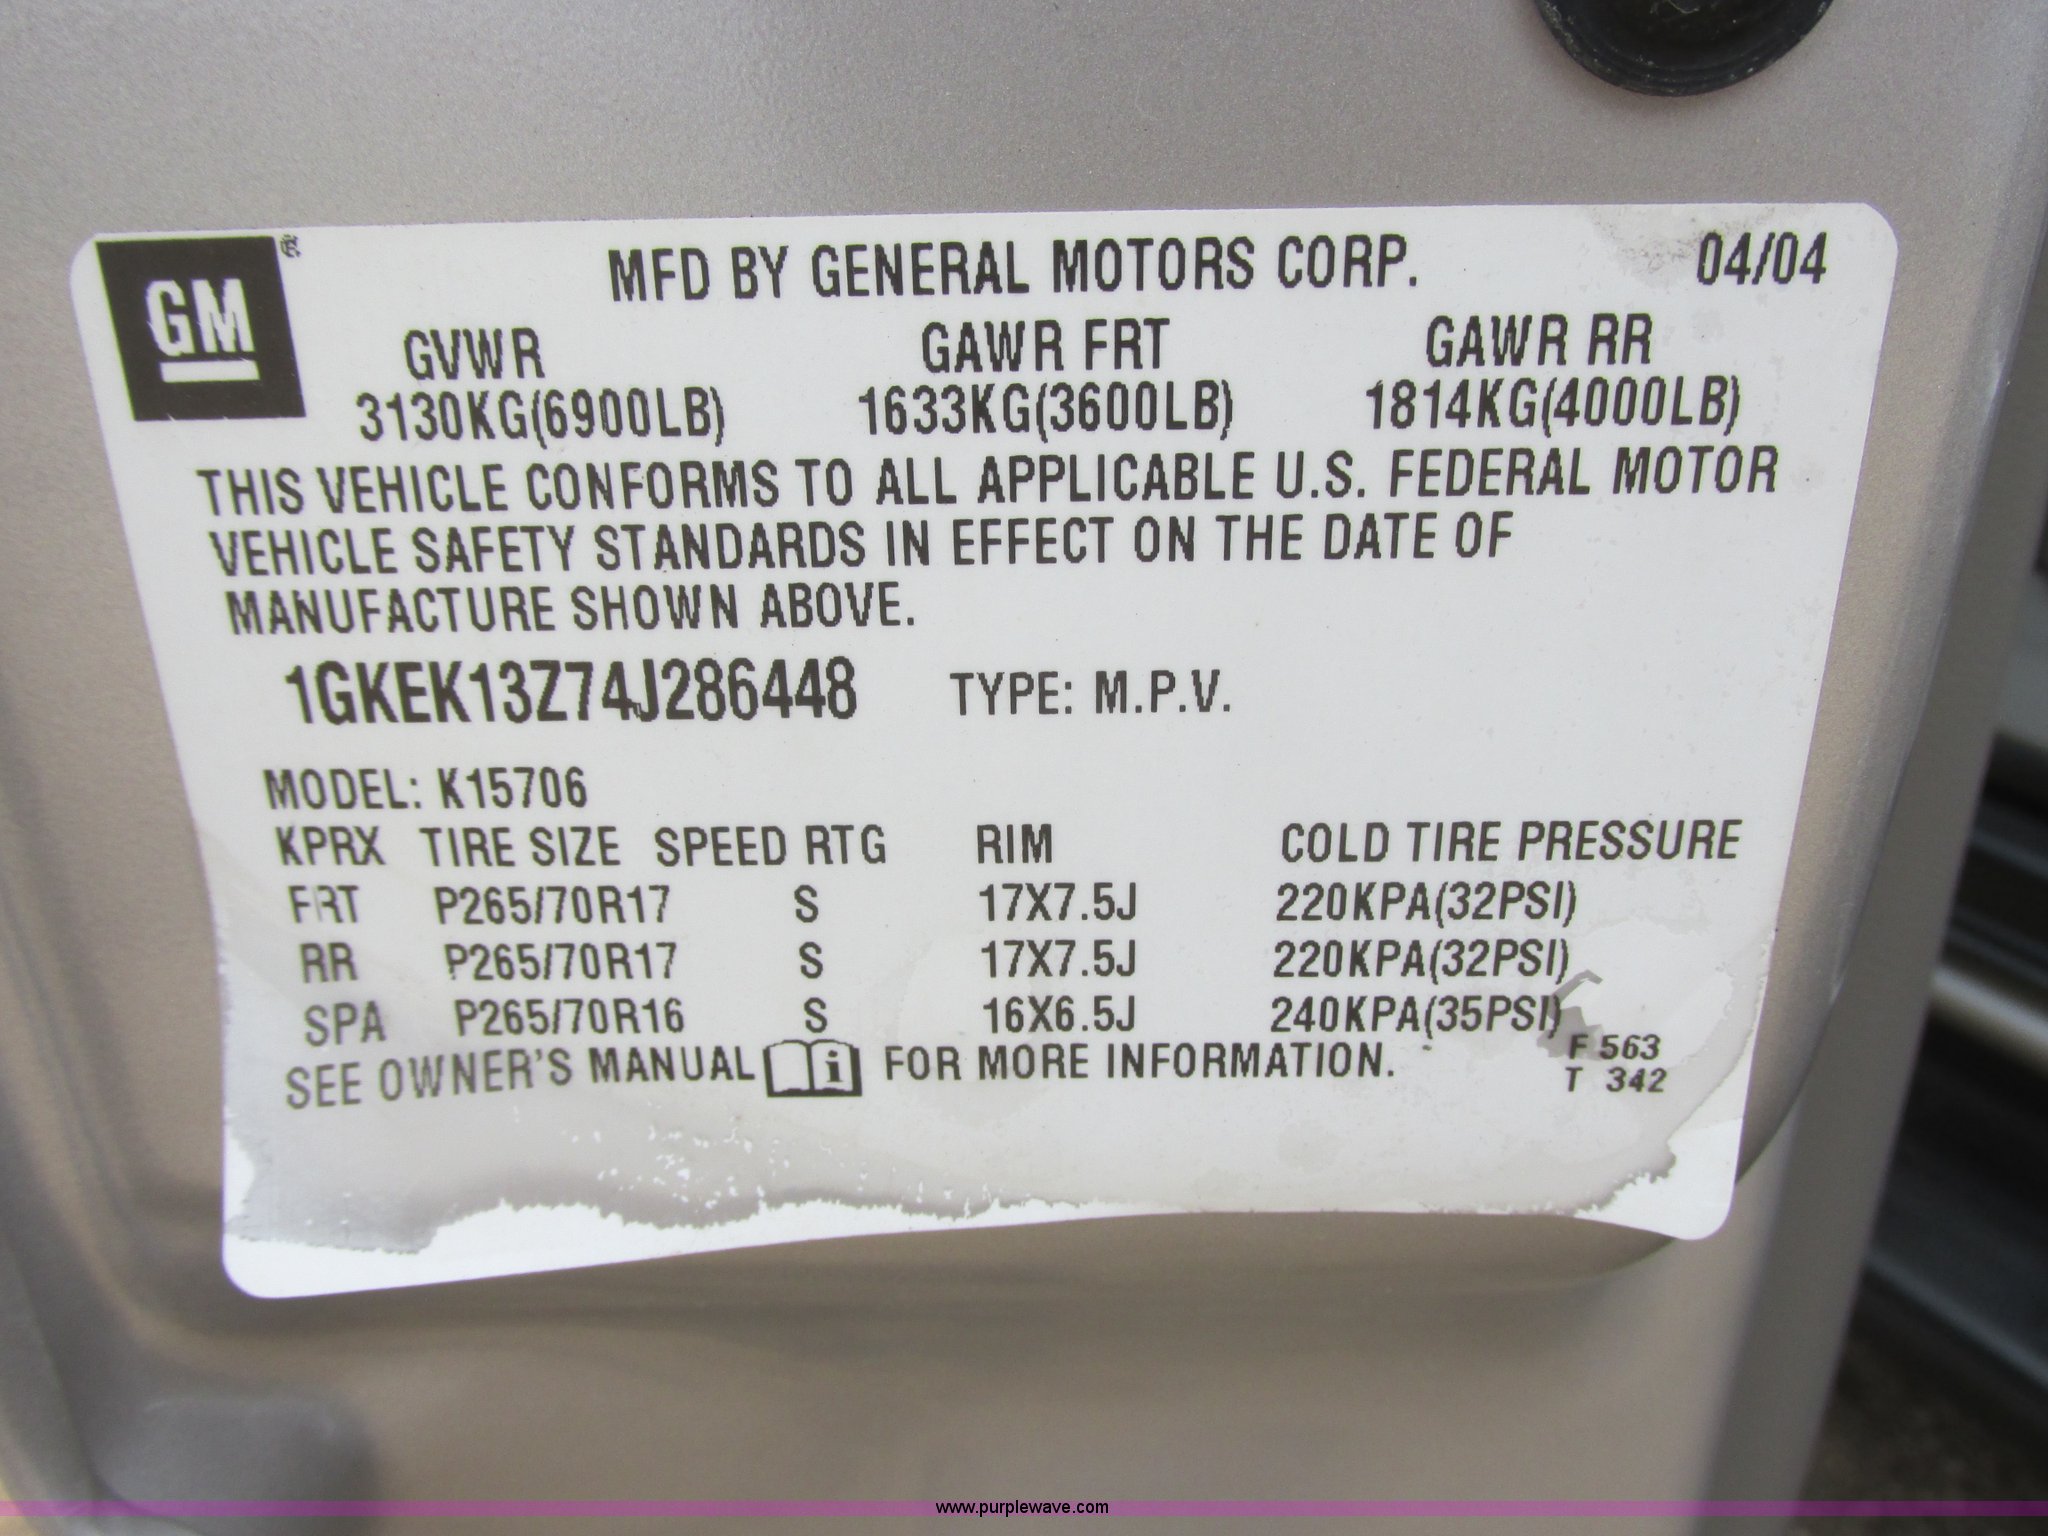 GM ®
MFD BY GENERAL MOTORS CORP. 04/04
GVWR GAWR FRT GAWR RR
3130KG(6900LB) 1633KG(3600LB) 1814KG(4000LB)
THIS VEHICLE CONFORMS TO ALL APPLICABLE U.S. FEDERAL MOTOR
VEHICLE SAFETY STANDARDS IN EFFECT ON THE DATE OF
MANUFACTURE SHOWN ABOVE.
1GKEK13Z74J286448 TYPE: M.P.V.
MODEL: K15706
KPRX TIRE SIZE SPEED RTG RIM COLD TIRE PRESSURE
FRT P265/70R17 S 17X7.5J 220KPA(32PSI)
RR P265/70R17 S 17X7.5J 220KPA(32PSI)
SPA P265/70R16 S 16X6.5J 240KPA(35PSI)
SEE OWNER'S MANUAL i FOR MORE INFORMATION. F 563
T 342
www.purplewave.com